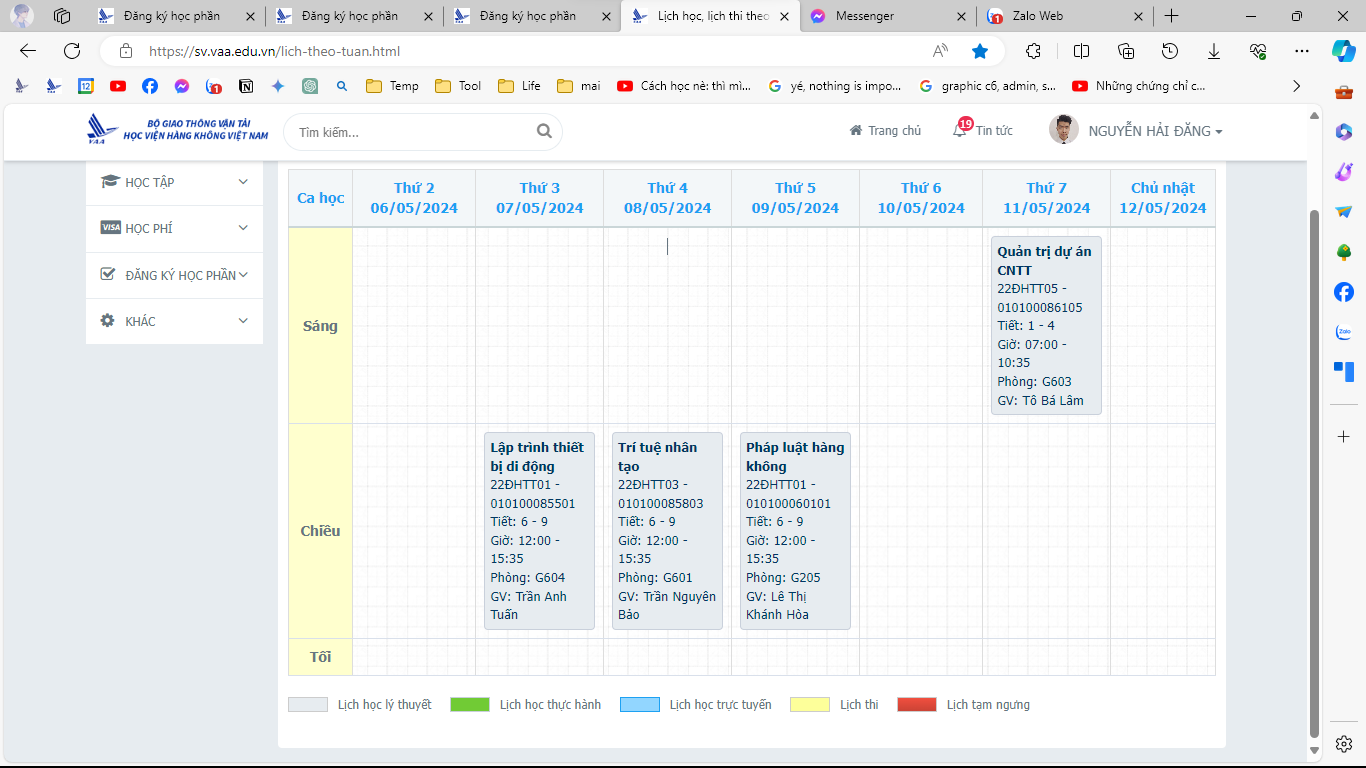 Đăng ký học phần
Đăng ký học phần
Đăng ký học phần
Lịch học, lịch thi theo
Messenger
1
Zalo Web
https://sv.vaa.edu.vn/lich-theo-tuan.html
12
1
Temp
Tool
Life
mai
Cách học nè: thì mì...
yé, nothing is impo...
graphic c6, admin, s...
Những chứng chỉ c...
VAA
BỘ GIAO THÔNG VẬN TẢI
HỌC VIỆN HÀNG KHÔNG VIỆT NAM
Tìm kiếm...
Trang chủ
19
Tin tức
NGUYỄN HẢI ĐĂNG
HỌC TẬP
VISA
HỌC PHÍ
ĐĂNG KÝ HỌC PHẦN
KHÁC
Ca học
Thứ 2
06/05/2024
Thứ 3
07/05/2024
Thứ 4
08/05/2024
Thứ 5
09/05/2024
Thứ 6
10/05/2024
Thứ 7
11/05/2024
Chủ nhật
12/05/2024
Sáng
Quản trị dự án
CNTT
22ĐHTT05 -
010100086105
Tiết: 1 - 4
Giờ: 07:00 -
10:35
Phòng: G603
GV: Tô Bá Lâm
Chiều
Lập trình thiết
bị di động
22ĐHTT01 -
010100085501
Tiết: 6 - 9
Giờ: 12:00 -
15:35
Phòng: G604
GV: Trần Anh
Tuấn
Trí tuệ nhân
tạo
22ĐHTT03 -
010100085803
Tiết: 6 - 9
Giờ: 12:00 -
15:35
Phòng: G601
GV: Trần Nguyên
Bảo
Pháp luật hàng
không
22ĐHTT01 -
010100060101
Tiết: 6 - 9
Giờ: 12:00 -
15:35
Phòng: G205
GV: Lê Thị
Khánh Hòa
Tối
Lịch học lý thuyết
Lịch học thực hành
Lịch học trực tuyến
Lịch thi
Lịch tạm ngưng
Zalo